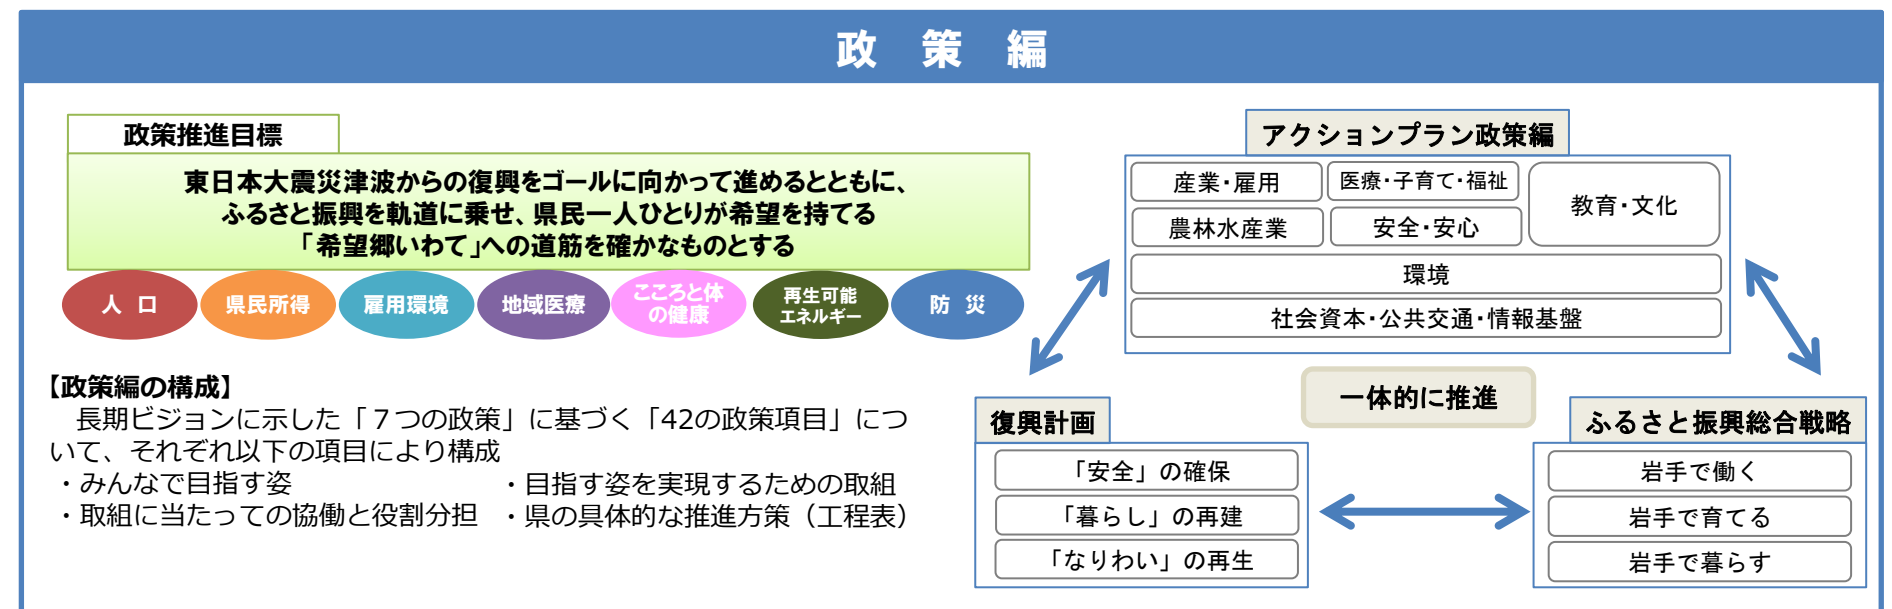 政 策 編
政策推進目標
東日本大震災津波からの復興をゴールに向かって進めるとともに、
ふるさと振興を軌道に乗せ、県民一人ひとりが希望を持てる
「希望郷いわて」への道筋を確かなものとする
人 口
県民所得
雇用環境
地域医療
こころと体
の健康
再生可能
エネルギー
防 災
【政策編の構成】
長期ビジョンに示した「７つの政策」に基づく「42の政策項目」につ
いて、それぞれ以下の項目により構成
・みんなで目指す姿 ・目指す姿を実現するための取組
・取組に当たっての協働と役割分担 ・県の具体的な推進方策（工程表）
アクションプラン政策編
産業・雇用
医療・子育て・福祉
教育・文化
農林水産業
安全・安心
環境
社会資本・公共交通・情報基盤
一体的に推進
復興計画
「安全」の確保
「暮らし」の再建
「なりわい」の再生
ふるさと振興総合戦略
岩手で働く
岩手で育てる
岩手で暮らす